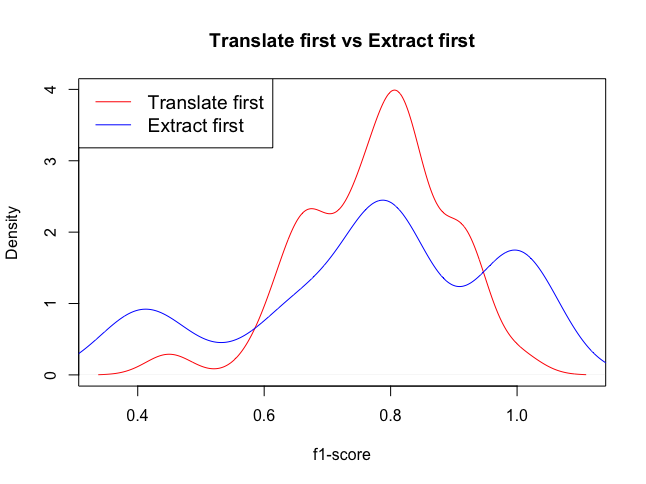 Translate first vs Extract first
Translate first
Extract first
4
3
2
1
0
Density
0.4 0.6 0.8 1.0
f1-score